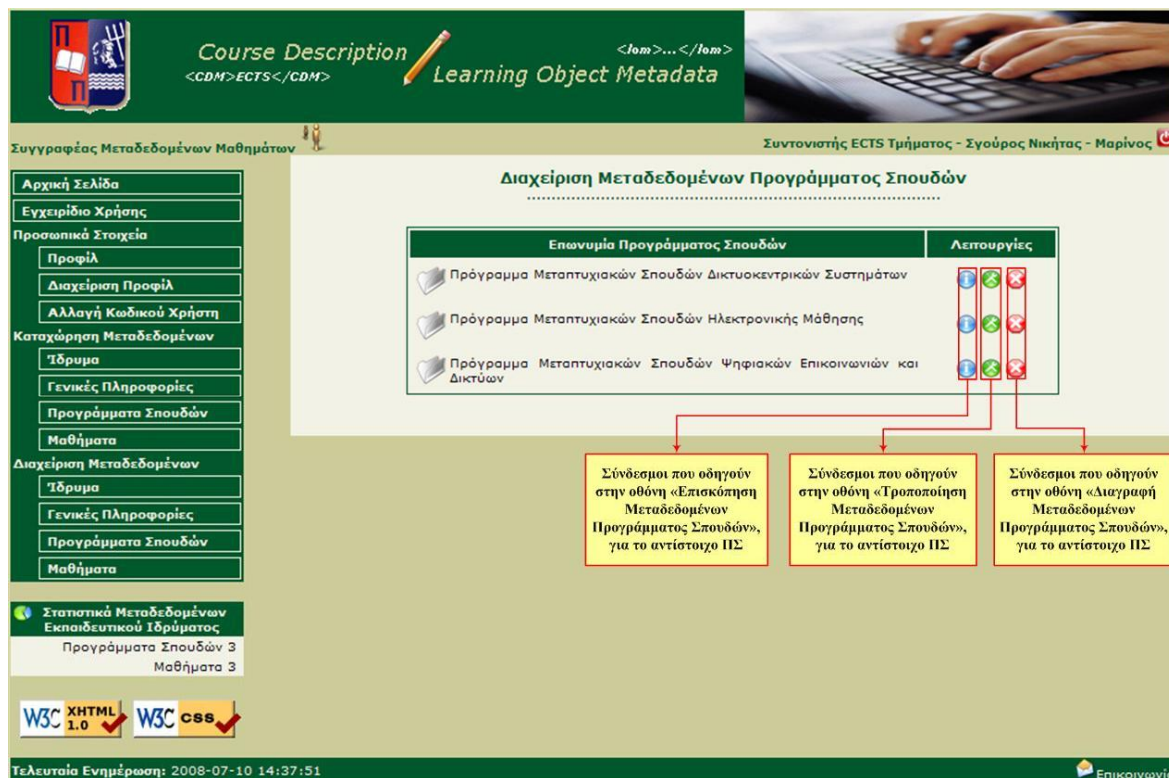 Π
Π
Course Description
<CDM>ECTS</CDM>
<lom>...</lom>
Learning Object Metadata
Συγγραφέας Μεταδεδομένων Μαθημάτων
Συντονιστής ECTS Τμήματος - Σγούρος Νικήτας - Μαρίνος
Αρχική Σελίδα
Εγχειρίδιο Χρήσης
Προσωπικά Στοιχεία
Προφίλ
Διαχείριση Προφίλ
Αλλαγή Κωδικού Χρήστη
Καταχώρηση Μεταδεδομένων
Ίδρυμα
Γενικές Πληροφορίες
Προγράμματα Σπουδών
Μαθήματα
Διαχείριση Μεταδεδομένων
Ίδρυμα
Γενικές Πληροφορίες
Προγράμματα Σπουδών
Μαθήματα
Στατιστικά Μεταδεδομένων
Εκπαιδευτικού Ιδρύματος
Προγράμματα Σπουδών 3
Μαθήματα 3
W3C XHTML 1.0
W3C css
Διαχείριση Μεταδεδομένων Προγράμματος Σπουδών
Επωνυμία Προγράμματος Σπουδών
Λειτουργίες
Πρόγραμμα Μεταπτυχιακών Σπουδών Δικτυοκεντρικών Συστημάτων
Πρόγραμμα Μεταπτυχιακών Σπουδών Ηλεκτρονικής Μάθησης
Πρόγραμμα Μεταπτυχιακών Σπουδών Ψηφιακών Επικοινωνιών και
Δικτύων
Σύνδεσμοι που οδηγούν
στην οθόνη «Επισκόπηση
Μεταδεδομένων
Προγράμματος Σπουδών»,
για το αντίστοιχο ΠΣ
Σύνδεσμοι που οδηγούν
στην οθόνη «Τροποποίηση
Μεταδεδομένων
Προγράμματος Σπουδών»,
για το αντίστοιχο ΠΣ
Σύνδεσμοι που οδηγούν
στην οθόνη «Διαγραφή
Μεταδεδομένων
Προγράμματος Σπουδών»,
για το αντίστοιχο ΠΣ
Τελευταία Ενημέρωση: 2008-07-10 14:37:51
Επικοινωνία